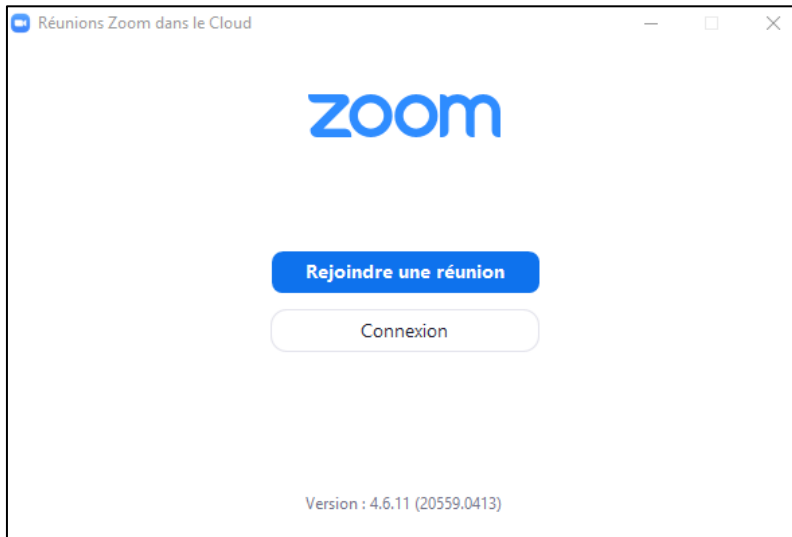 Réunions Zoom dans le Cloud
zoom
Rejoindre une réunion
Connexion
Version : 4.6.11 (20559.0413)